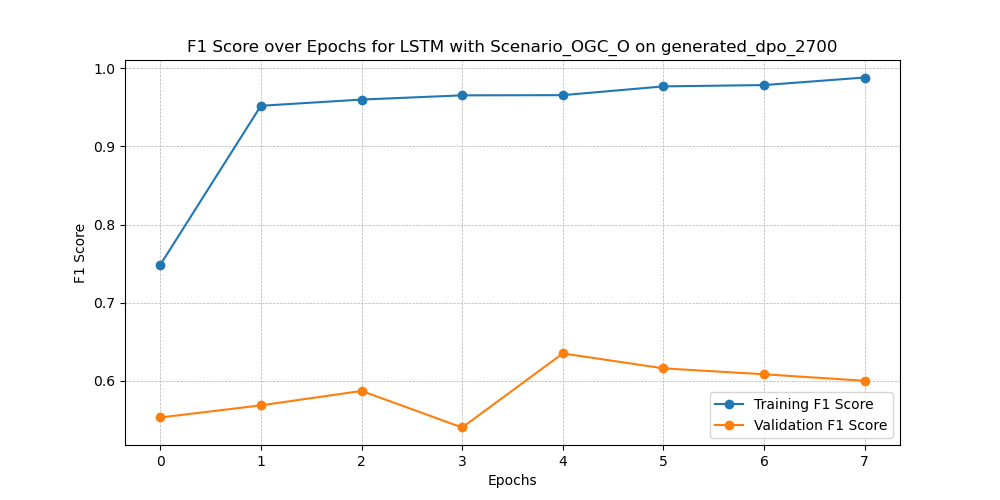 F1 Score over Epochs for LSTM with Scenario_OGC_O on generated_dpo_2700
F1 Score
1.0
0.9
0.8
0.7
0.6
Training F1 Score
Validation F1 Score
0 1 2 3 4 5 6 7
Epochs